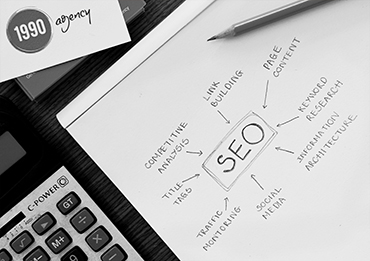 1990
agency
LINK
BUILDING
PAGE
CONTENT
KEYWORD
RESEARCH
COMPETITIVE
ANALYSIS
SEO
INFORMATION
ARCHITECTURE
TITLE
TAGS
SOCIAL
MEDIA
TRAFFIC
MONITORING
C-POWER
GT
√
M+
×
M
÷